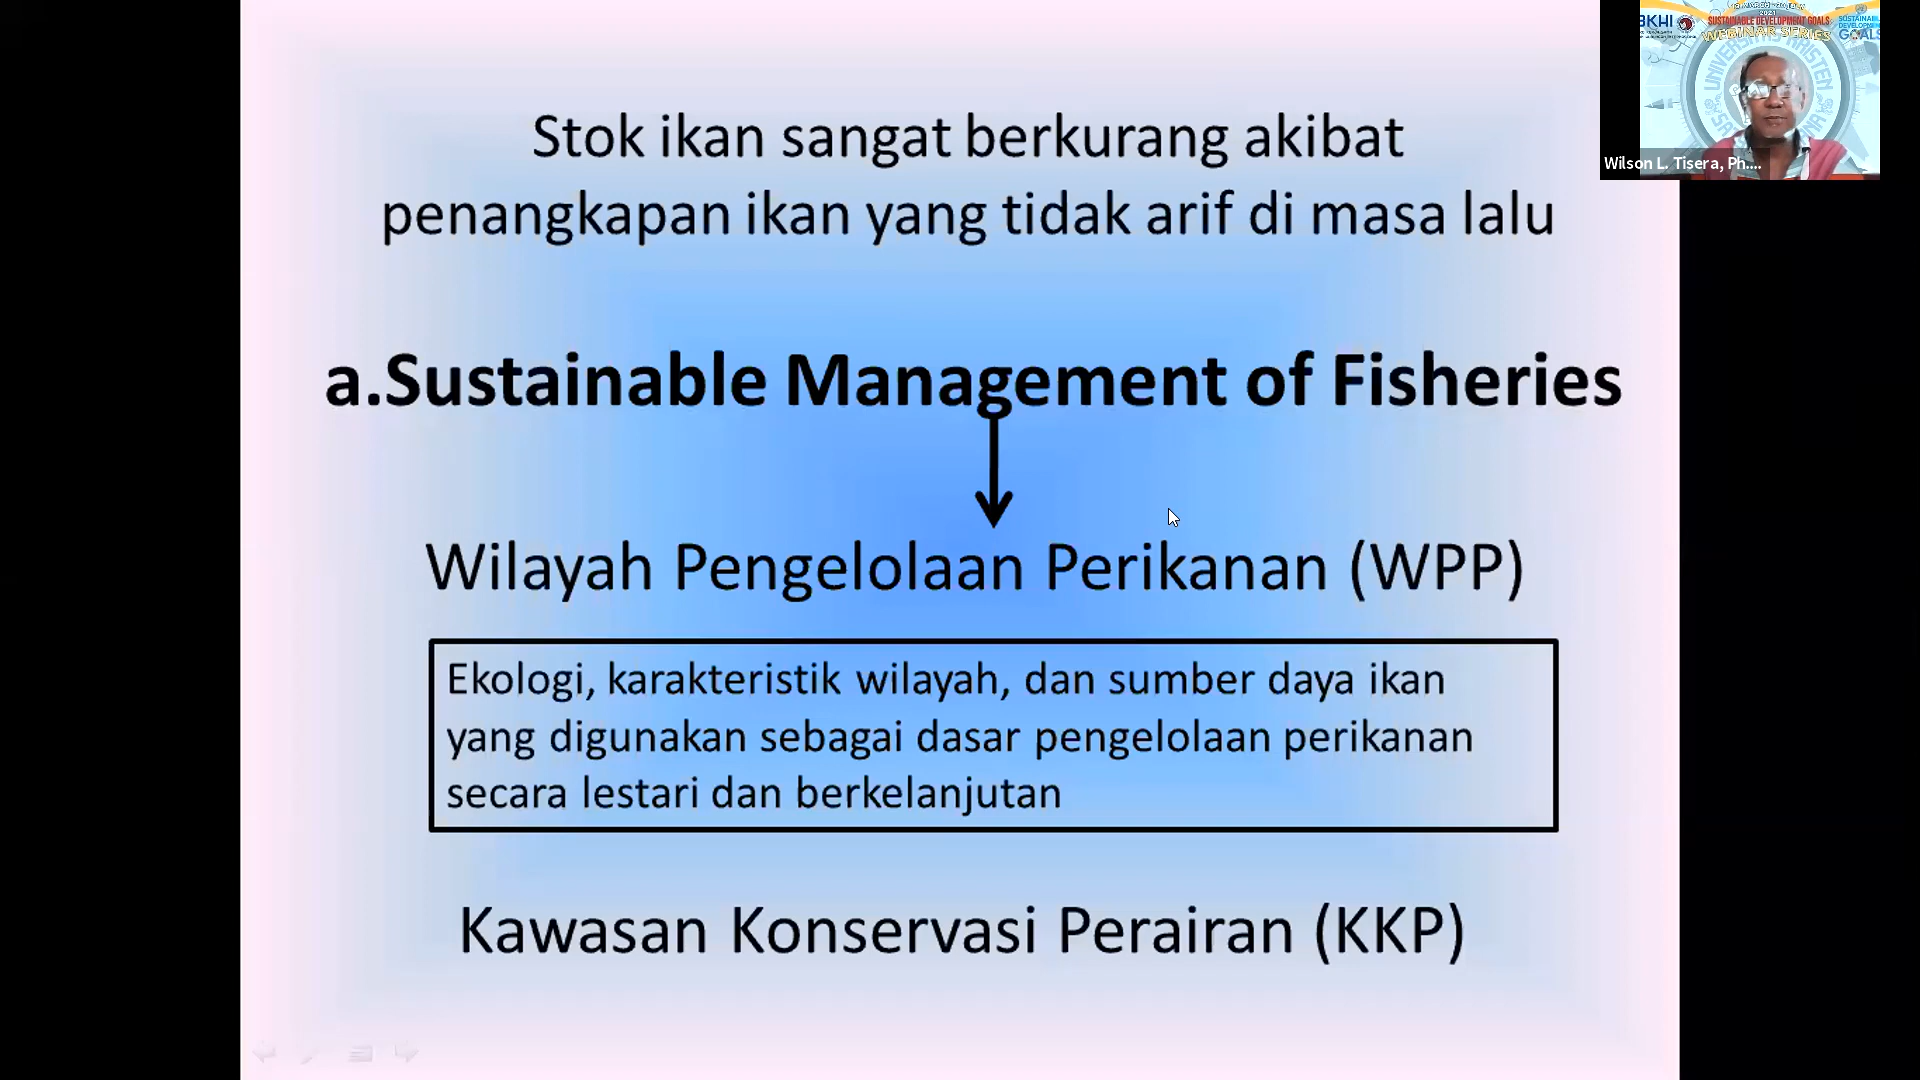 Stok ikan sangat berkurang akibat
penangkapan ikan yang tidak arif di masa lalu
a.Sustainable Management of Fisheries
Wilayah Pengelolaan Perikanan (WPP)
Ekologi, karakteristik wilayah, dan sumber daya ikan
yang digunakan sebagai dasar pengelolaan perikanan
secara lestari dan berkelanjutan
Kawasan Konservasi Perairan (KKP)
2021
BKHI
SUSTAINABLE DEVELOPMENT GOALS
WEBINAR SERIES
GOALS
Wilson L. Tisera, Ph....